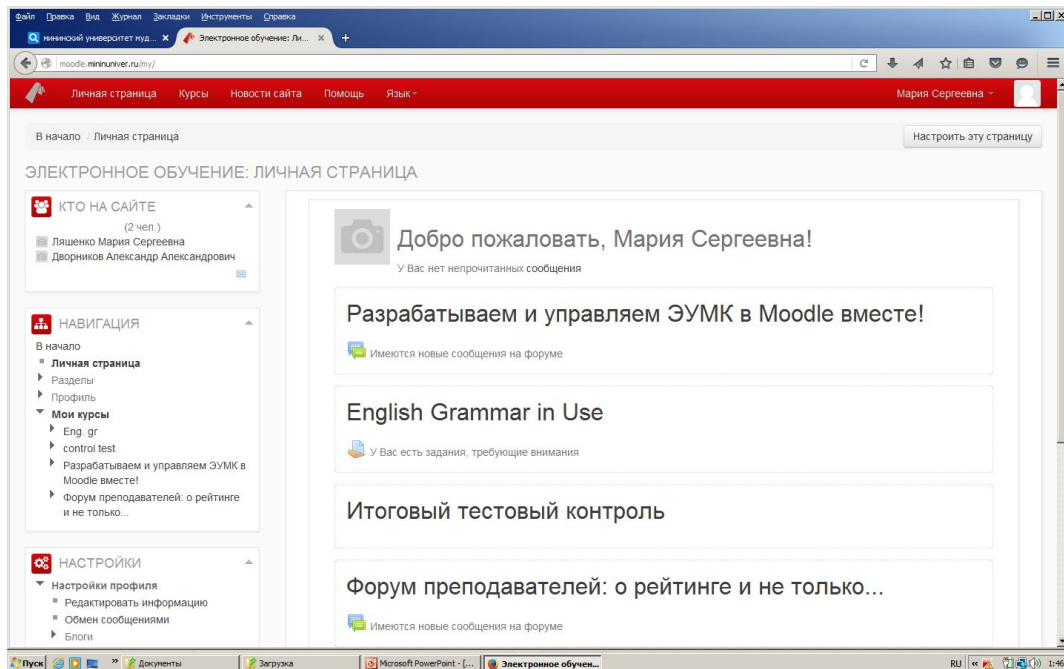 Файл Правка Вид Журнал Закладки Инструменты Справка
мининский университет муд... Электронное обучение: Ли...
moodle.mininuniver.ru/my/
Личная страница Курсы Новости сайта Помощь Язык Мария Сергеевна
В начало / Личная страница Настроить эту страницу
ЭЛЕКТРОННОЕ ОБУЧЕНИЕ: ЛИЧНАЯ СТРАНИЦА
КТО НА САЙТЕ
(2 чел.)
Ляшенко Мария Сергеевна
Дворников Александр Александрович
НАВИГАЦИЯ
В начало
Личная страница
Разделы
Профиль
Мои курсы
Eng. gr
control test
Разрабатываем и управляем ЭУМК в
Moodle вместе!
Форум преподавателей: о рейтинге
и не только...
НАСТРОЙКИ
Настройки профиля
Редактировать информацию
Обмен сообщениями
Блоги
Добро пожаловать, Мария Сергеевна!
У Вас нет непрочитанных сообщения
Разрабатываем и управляем ЭУМК в Moodle вместе!
Имеются новые сообщения на форуме
English Grammar in Use
У Вас есть задания, требующие внимания
Итоговый тестовый контроль
Форум преподавателей: о рейтинге и не только...
Имеются новые сообщения на форуме
Пуск » Документы Загрузка Microsoft PowerPoint - [... Электронное обучен... RU «